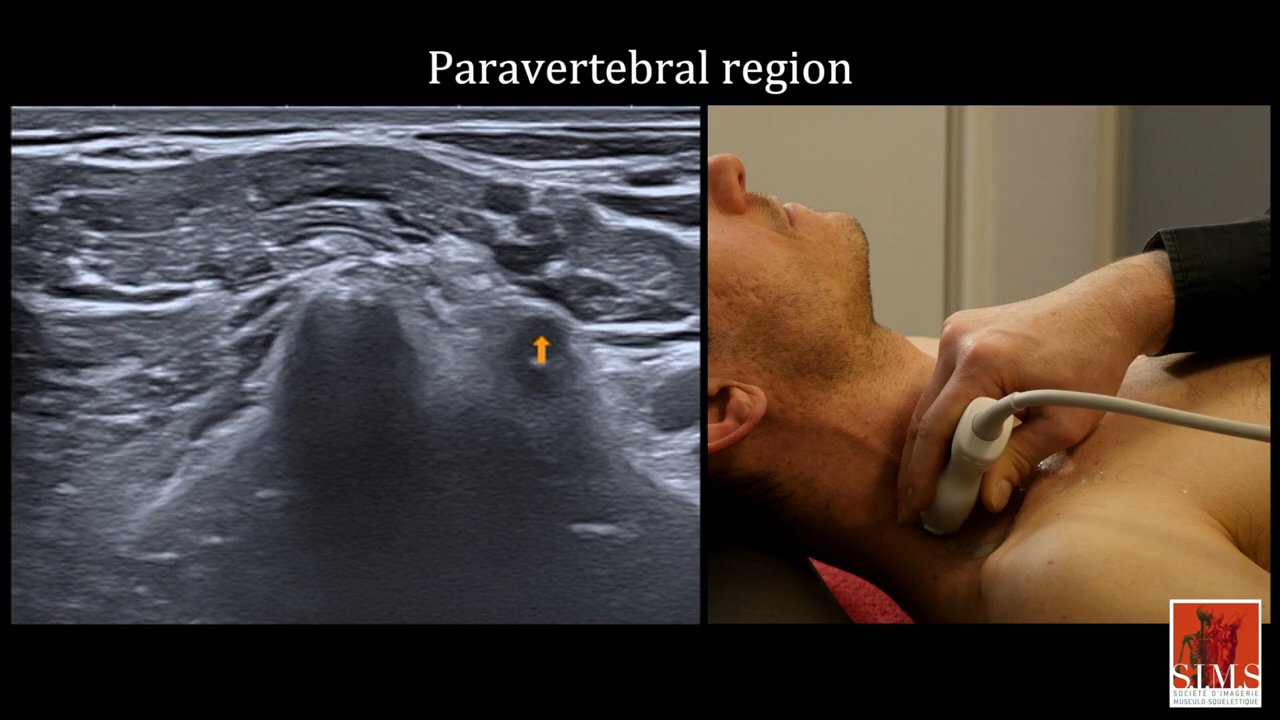 Paravertebral region
S.I.M.S
SOCIÉTÉ D'IMAGERIE
MUSCULO-SQUELETTIQUE